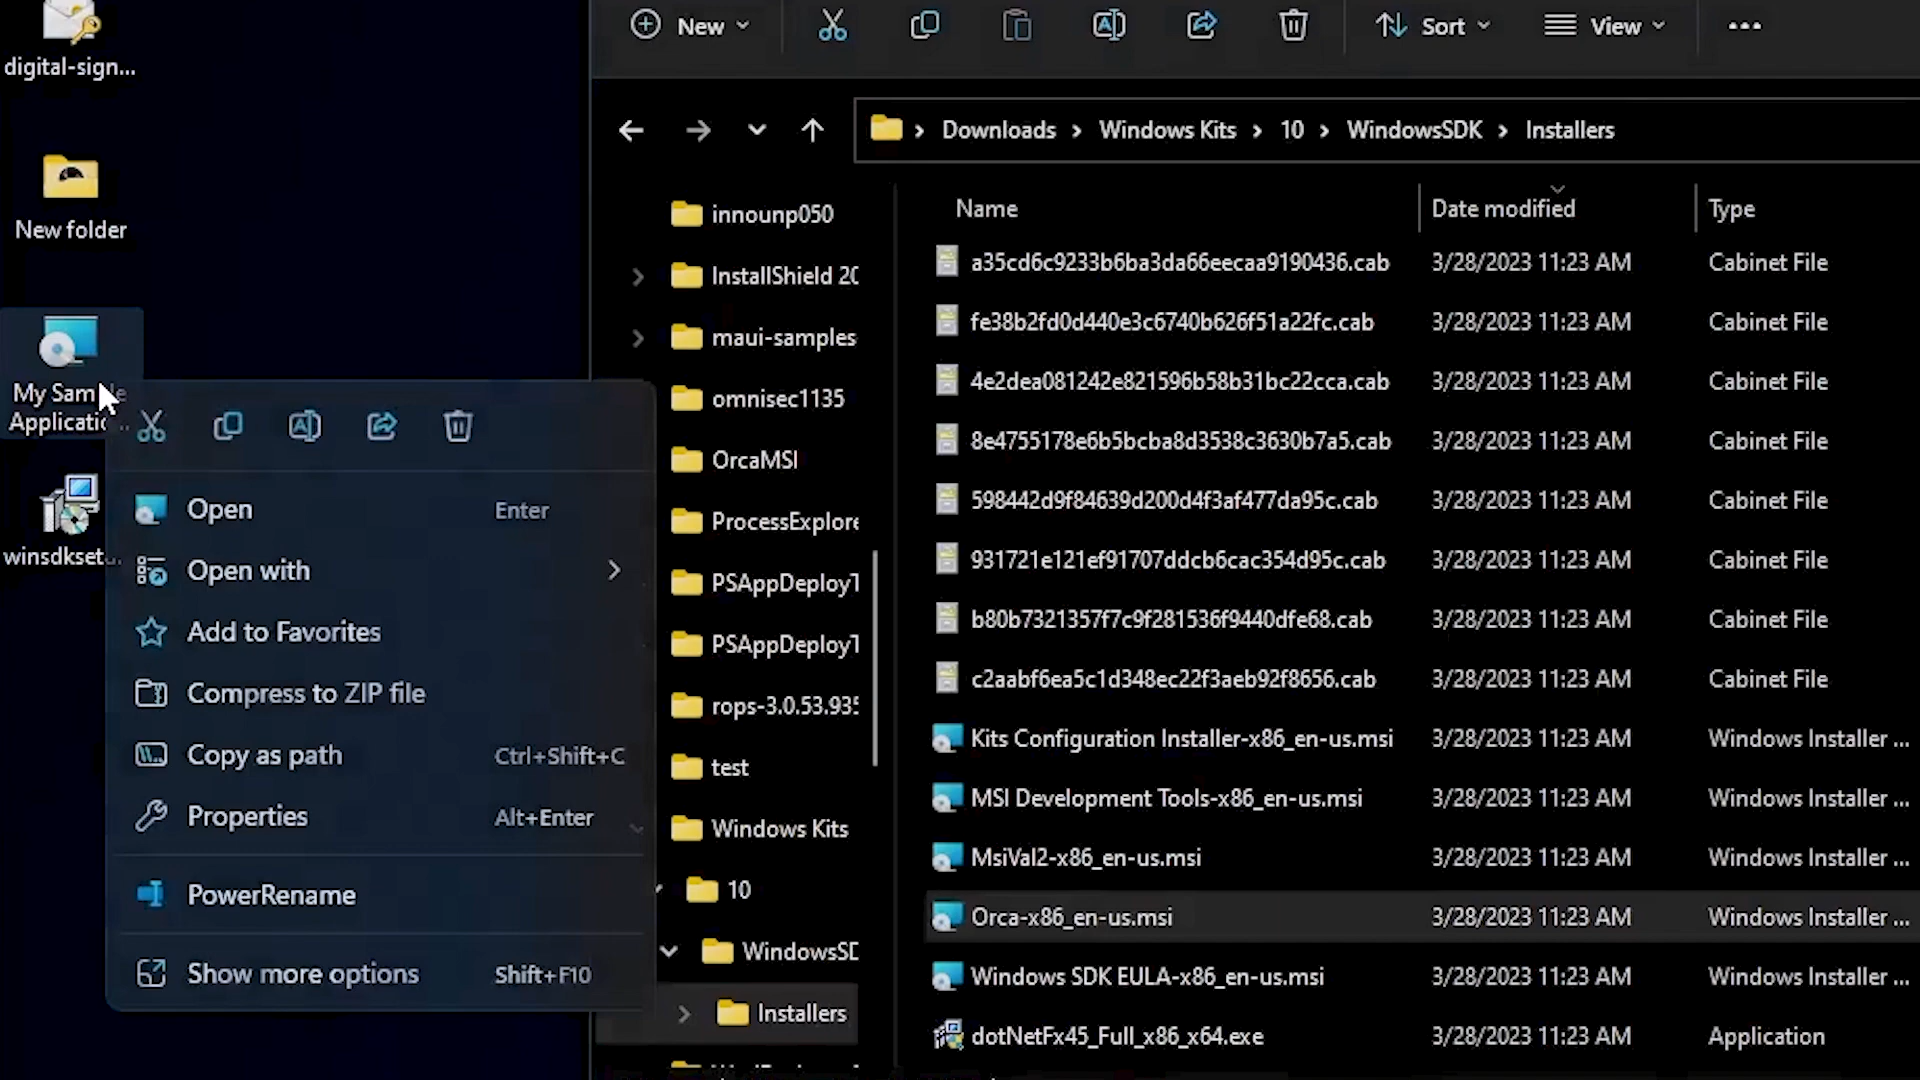 digital-sign...
New folder
My Sam e
Applicatio...
winsdkset...
Open Enter
Open with
Add to Favorites
Compress to ZIP file
Copy as path Ctrl+Shift+C
Properties Alt+Enter
PowerRename
Show more options Shift+F10
New Sort View
Downloads > Windows Kits > 10 > WindowsSDK > Installers
innounp050
InstallShield 20
maui-samples
omnisec1135
OrcaMSI
ProcessExplore
PSAppDeployT
PSAppDeployT
rops-3.0.53.935
test
Windows Kits
10
WindowsSD
Installers
Name Date modified Type
a35cd6c9233b6ba3da66eecaa9190436.cab 3/28/2023 11:23 AM Cabinet File
fe38b2fd0d440e3c6740b626f51a22fc.cab 3/28/2023 11:23 AM Cabinet File
4e2dea081242e821596b58b31bc22cca.cab 3/28/2023 11:23 AM Cabinet File
8e4755178e6b5bcba8d3538c3630b7a5.cab 3/28/2023 11:23 AM Cabinet File
598442d9f84639d200d4f3af477da95c.cab 3/28/2023 11:23 AM Cabinet File
931721e121ef91707ddcb6cac354d95c.cab 3/28/2023 11:23 AM Cabinet File
b80b7321357f7c9f281536f9440dfe68.cab 3/28/2023 11:23 AM Cabinet File
c2aabf6ea5c1d348ec22f3aeb92f8656.cab 3/28/2023 11:23 AM Cabinet File
Kits Configuration Installer-x86_en-us.msi 3/28/2023 11:23 AM Windows Installer ...
MSI Development Tools-x86_en-us.msi 3/28/2023 11:23 AM Windows Installer ...
MsiVal2-x86_en-us.msi 3/28/2023 11:23 AM Windows Installer ...
Orca-x86_en-us.msi 3/28/2023 11:23 AM Windows Installer ...
Windows SDK EULA-x86_en-us.msi 3/28/2023 11:23 AM Windows Installer ...
dotNetFx45_Full_x86_x64.exe 3/28/2023 11:23 AM Application